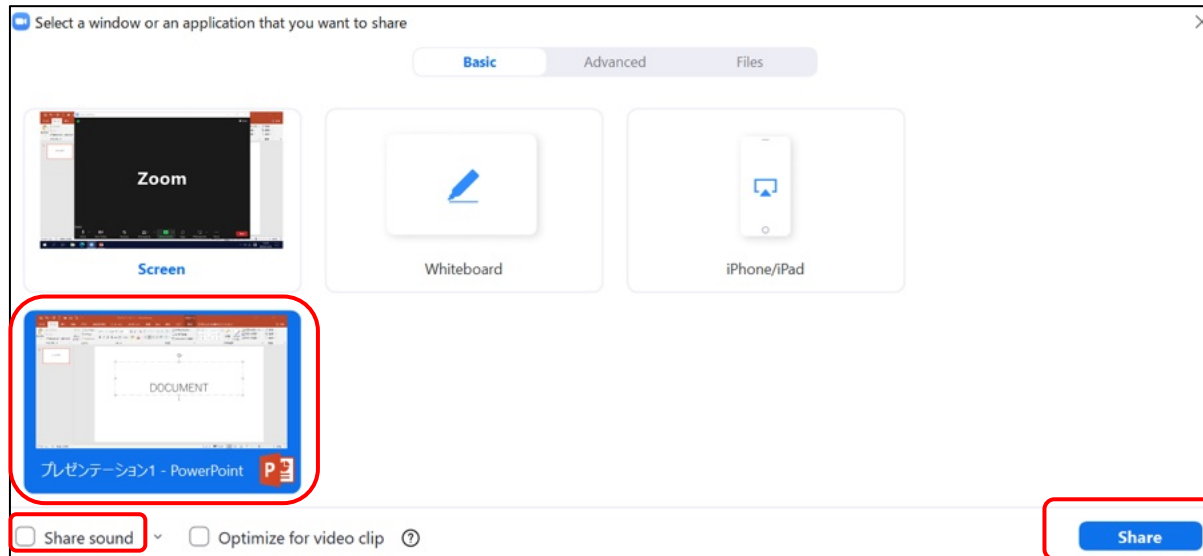 Select a window or an application that you want to share
Basic Advanced Files
Zoom
Screen
Whiteboard
iPhone/iPad
DOCUMENT
プレゼンテーション1 - PowerPoint
P
Share sound
Optimize for video clip
?
Share